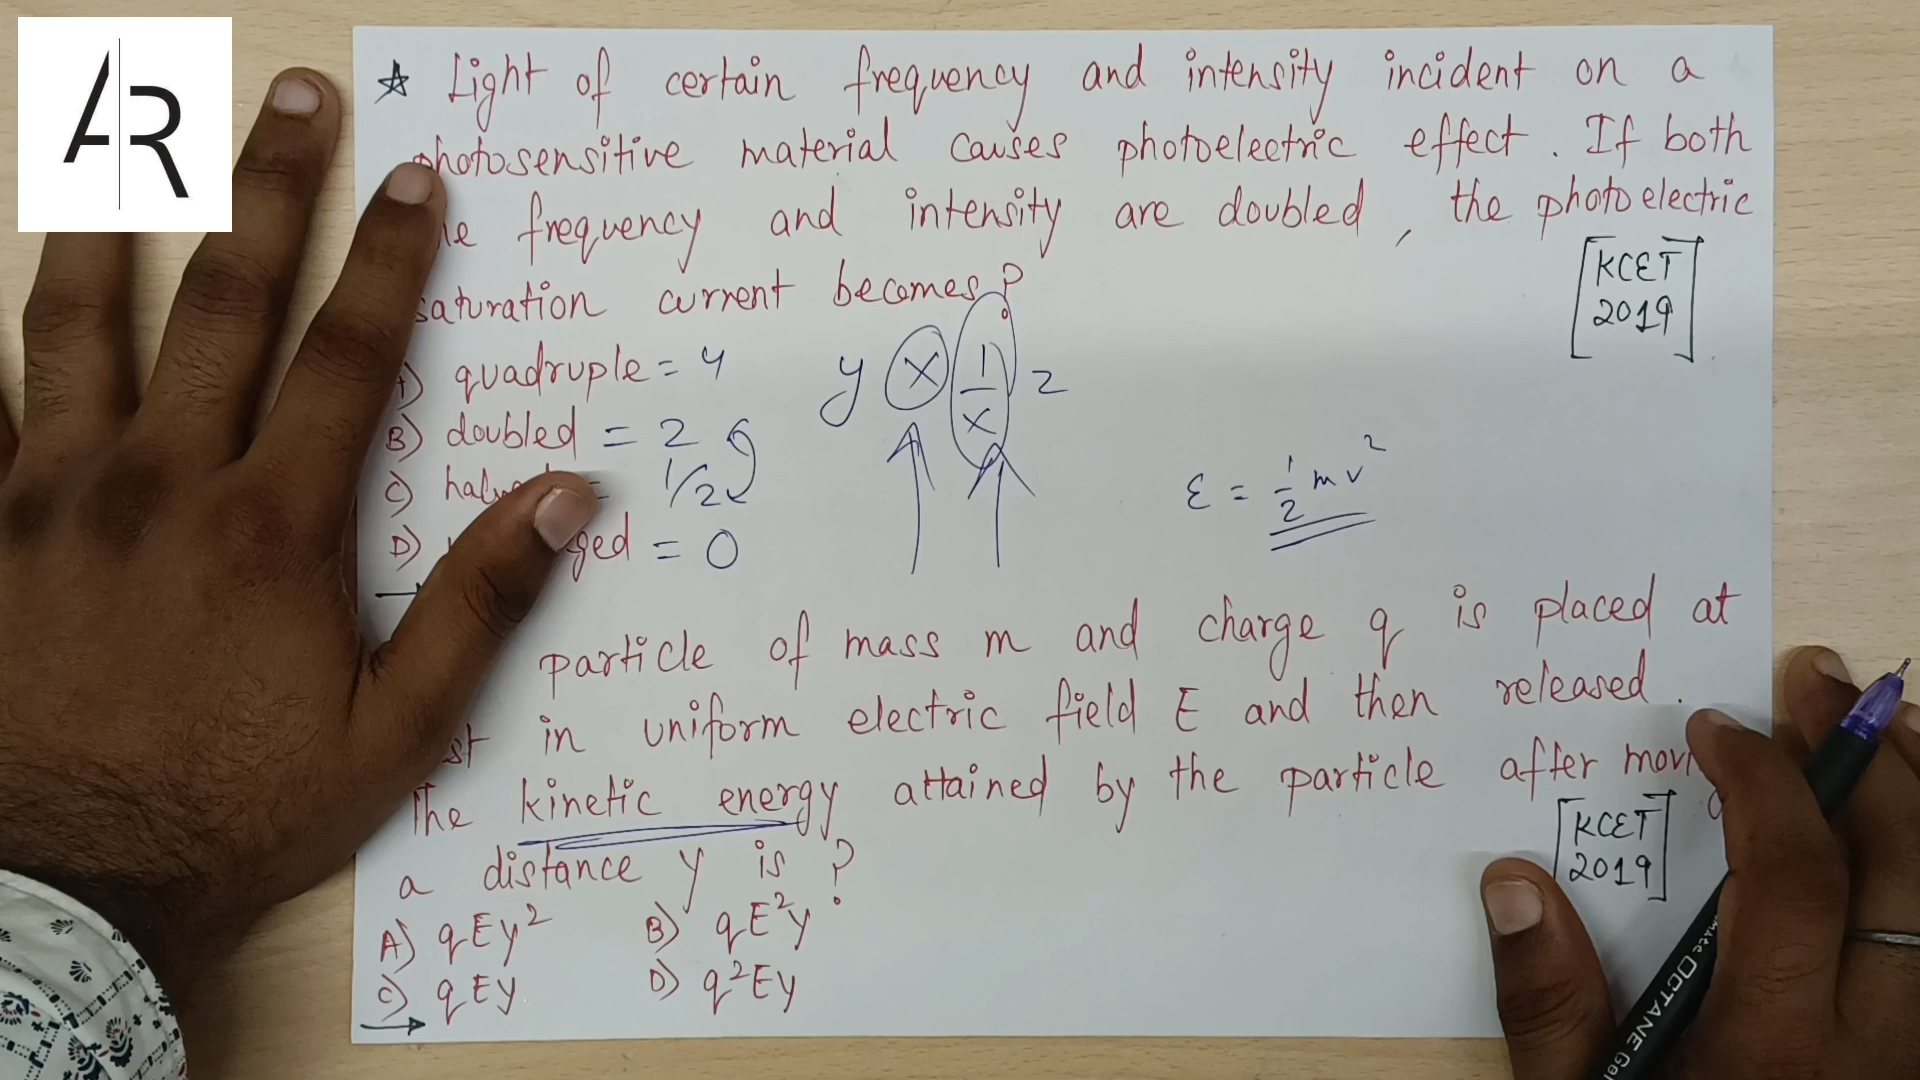 AR
☆ Light of certain frequency and intensity incident on a
photosensitive material causes photoelectric effect. If both
frequency and intensity are doubled, the photoelectric
saturation current becomes?
[KCET 2019]
A) quadruple = 4
B) doubled = 2
C) = 1/2
D) = 0
y x 1/x z
E = 1/2 mv²
particle of mass m and charge q is placed at
in uniform electric field E and then released.
The kinetic energy attained by the particle after
a distance y is?
[KCET 2019]
A) qEy² B) qE²y
C) qEy D) q²Ey
OCTANE Gel